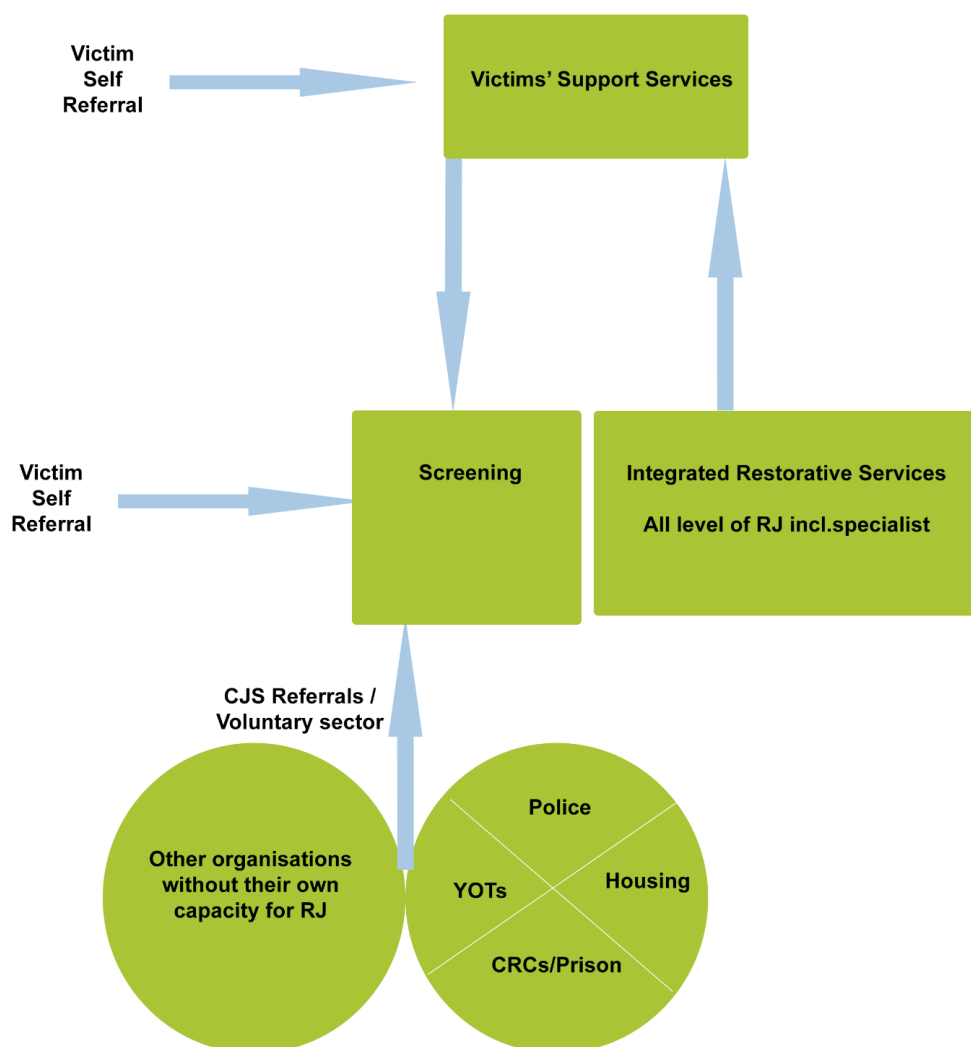 Victim
Self
Referral
Victims’ Support Services
Victim
Self
Referral
Screening
Integrated Restorative Services
All level of RJ incl.specialist
CJS Referrals /
Voluntary sector
Other organisations
without their own
capacity for RJ
Police
YOTs
Housing
CRCs/Prison